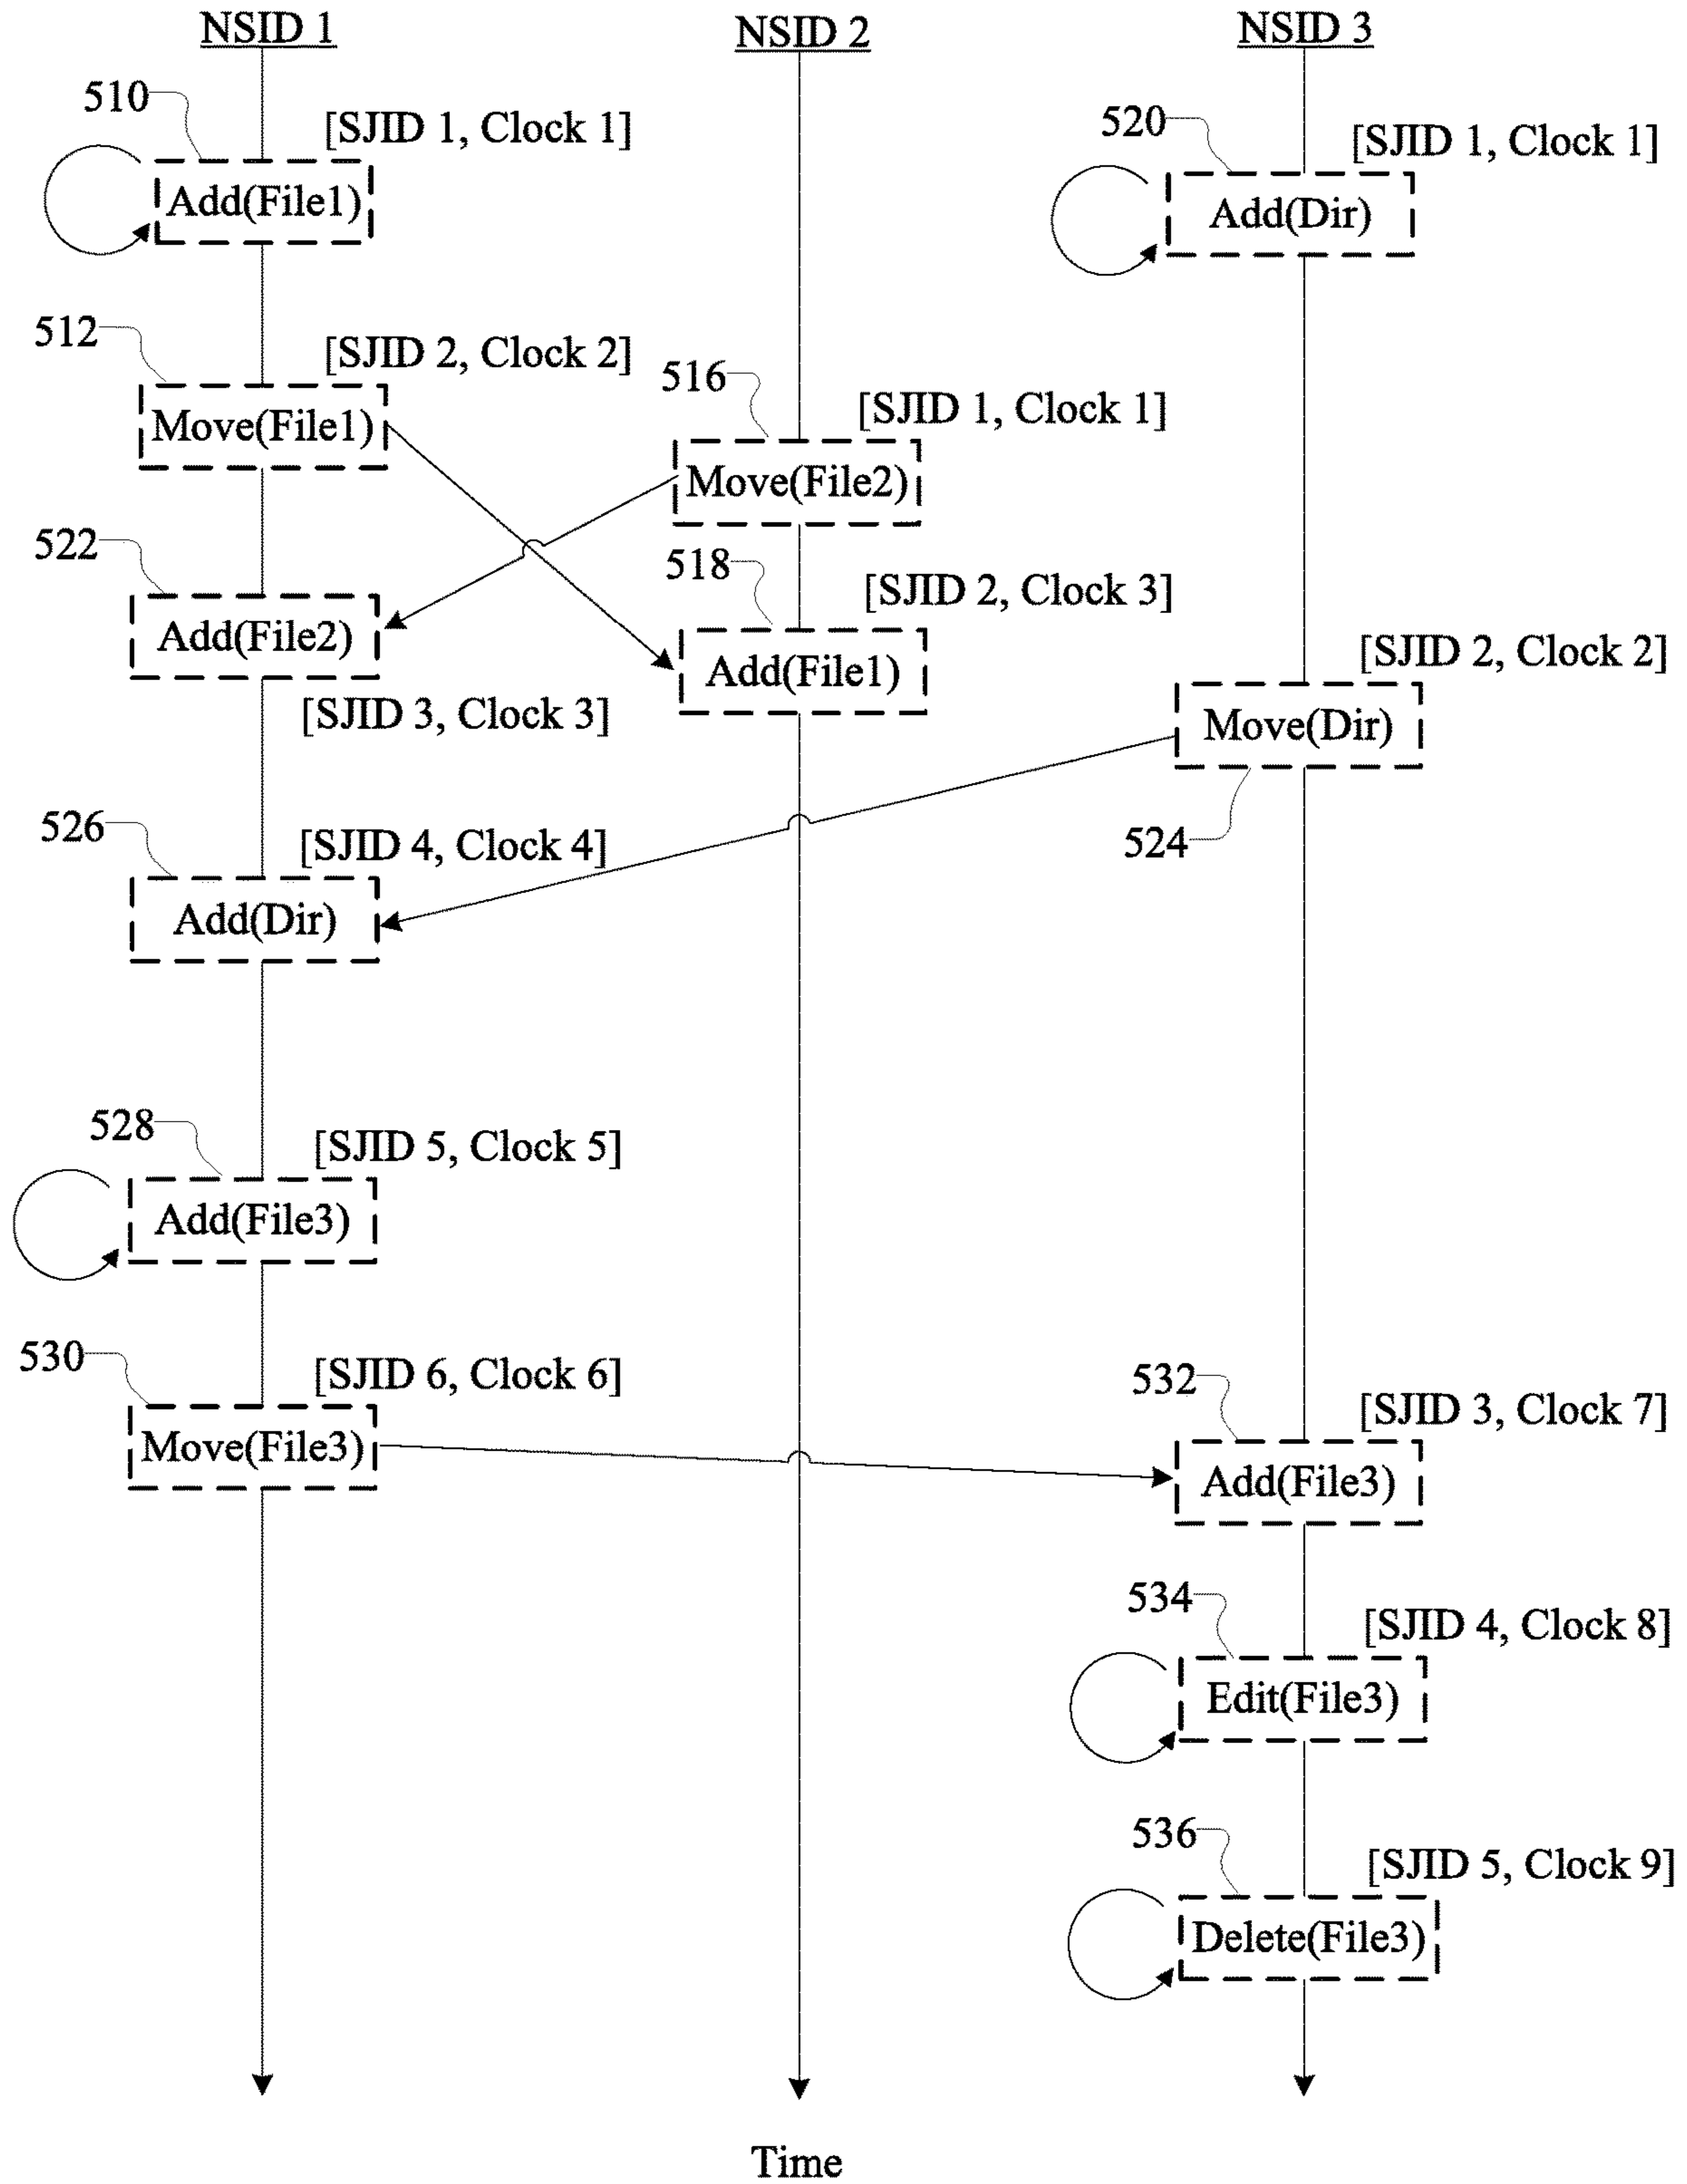 NSID 1
NSID 2
NSID 3
510
[SJID 1, Clock 1]
Add(File1)
520
[SJID 1, Clock 1]
Add(Dir)
512
[SJID 2, Clock 2]
Move(File1)
516
[SJID 1, Clock 1]
Move(File2)
522
Add(File2)
[SJID 3, Clock 3]
518
[SJID 2, Clock 3]
Add(File1)
[SJID 2, Clock 2]
Move(Dir)
524
526
[SJID 4, Clock 4]
Add(Dir)
528
[SJID 5, Clock 5]
Add(File3)
530
[SJID 6, Clock 6]
Move(File3)
532
[SJID 3, Clock 7]
Add(File3)
534
[SJID 4, Clock 8]
Edit(File3)
536
[SJID 5, Clock 9]
Delete(File3)
Time